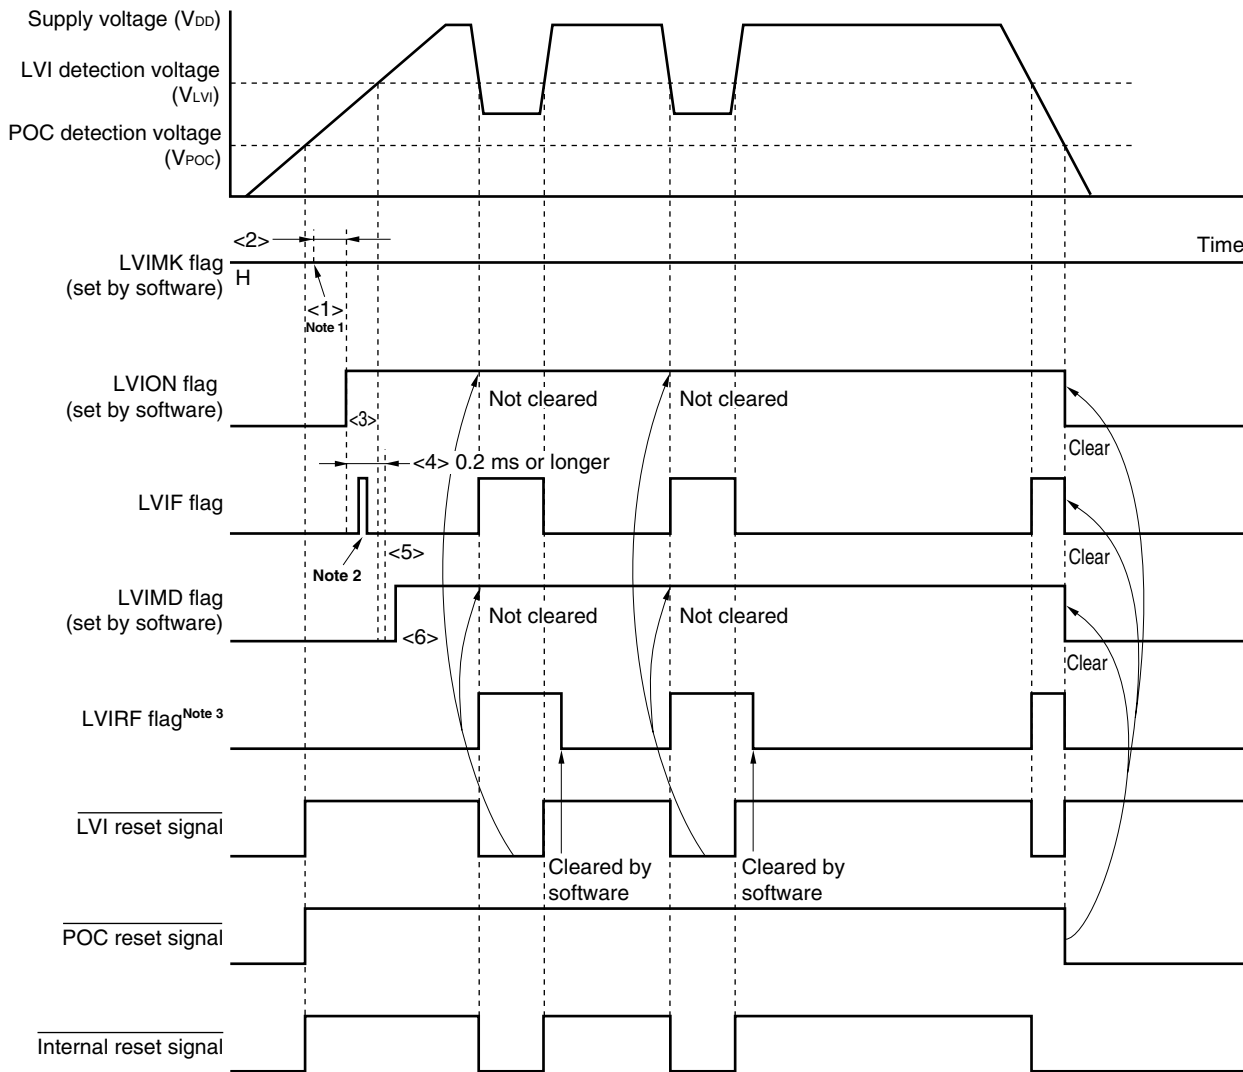 Supply voltage (VDD)
LVI detection voltage
(VLVI)
POC detection voltage
(VPOC)
Time
<2>
LVIMK flag
(set by software)
H
<1>
Note 1
LVION flag
(set by software)
Not cleared
Not cleared
<3>
Clear
<4> 0.2 ms or longer
LVIF flag
<5>
Clear
Note 2
LVIMD flag
(set by software)
Not cleared
Not cleared
<6>
Clear
LVIRF flagNote 3
LVI reset signal
Cleared by
software
Cleared by
software
POC reset signal
Internal reset signal